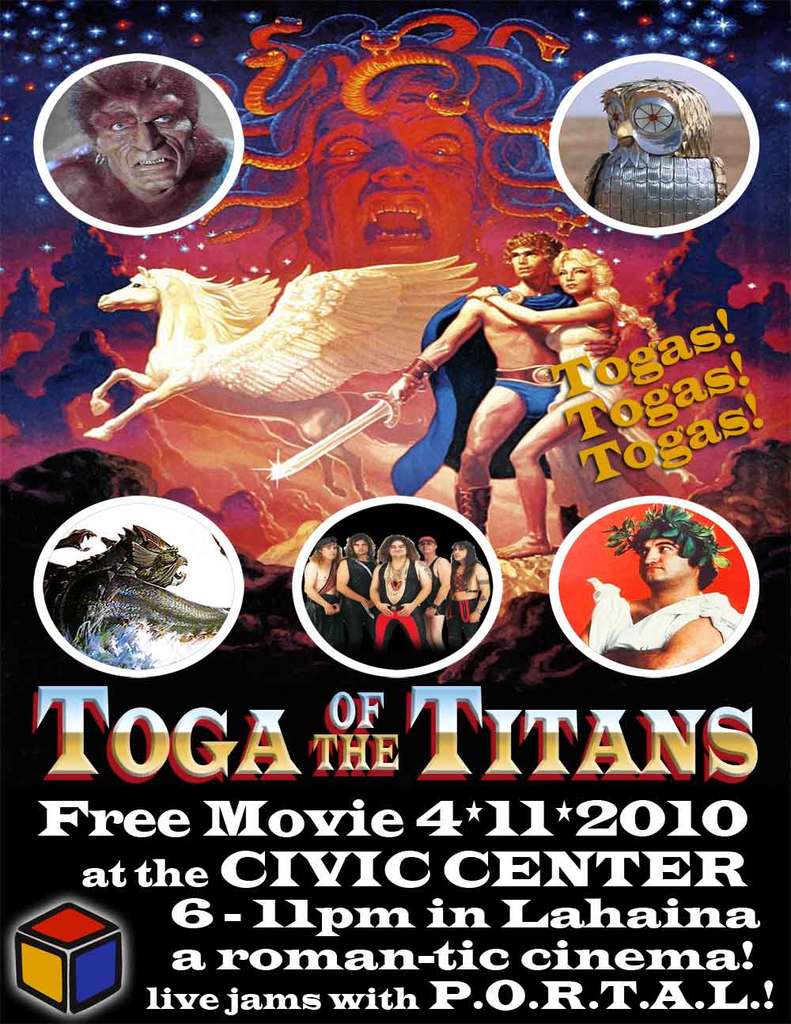 Togas!
Togas!
Togas!
TOGA OF THE TITANS
Free Movie 4*11*2010
at the CIVIC CENTER
6 - 11pm in Lahaina
a roman-tic cinema!
live jams with P.O.R.T.A.L.!